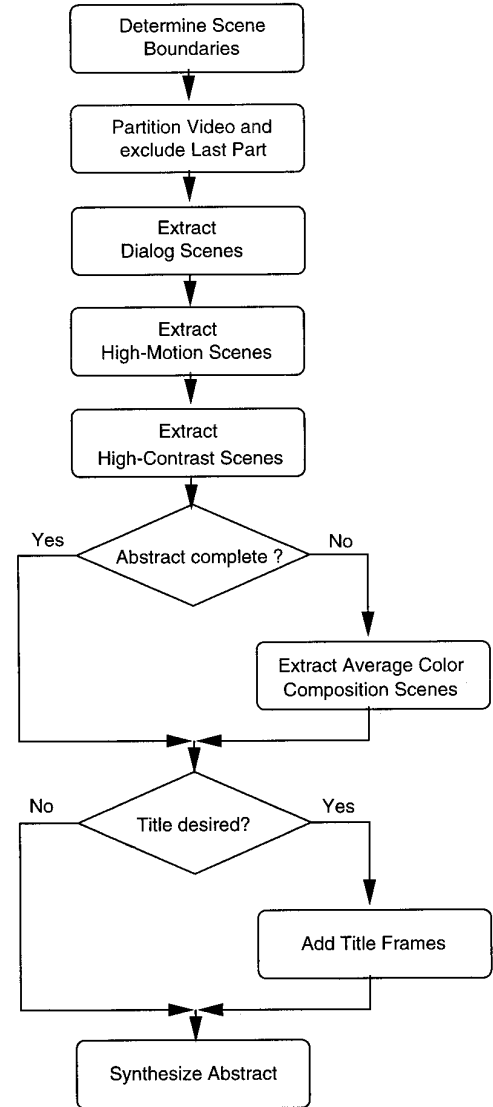 Determine Scene
Boundaries
Partition Video and
exclude Last Part
Extract
Dialog Scenes
Extract
High-Motion Scenes
Extract
High-Contrast Scenes
Yes
Abstract complete ?
No
Extract Average Color
Composition Scenes
No
Title desired?
Yes
Add Title Frames
Synthesize Abstract